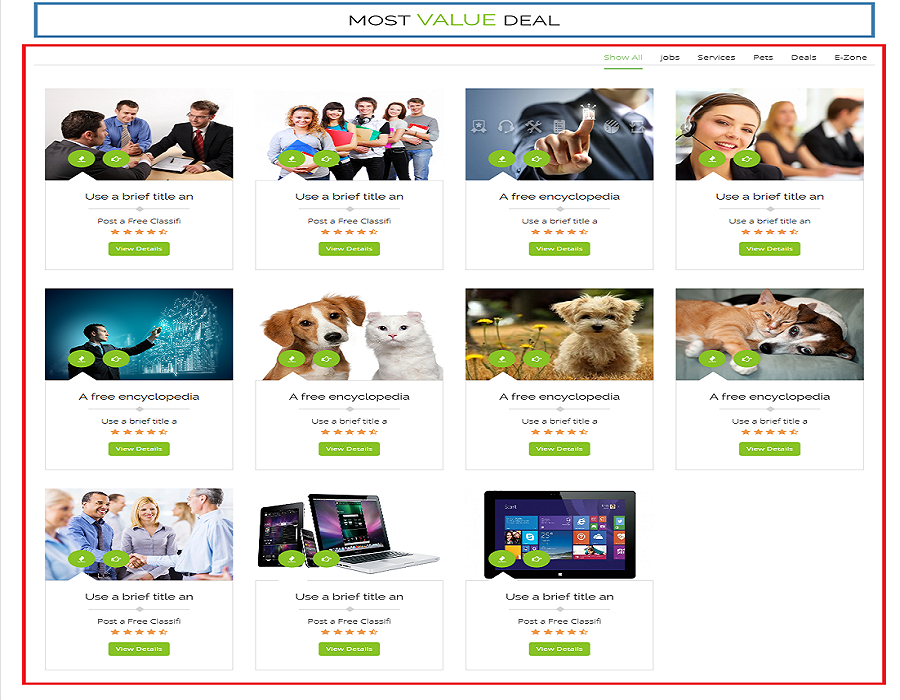 MOST VALUE DEAL
Show All Jobs Services Pets Deals E-Zone
Use a brief title an
Post a Free Classifi
View Details
Use a brief title an
Post a Free Classifi
View Details
A free encyclopedia
Use a brief title a
View Details
Use a brief title an
Use a brief title an
View Details
A free encyclopedia
Use a brief title a
View Details
A free encyclopedia
Use a brief title a
View Details
A free encyclopedia
Use a brief title a
View Details
A free encyclopedia
Use a brief title a
View Details
Use a brief title an
Post a Free Classifi
View Details
Use a brief title an
Post a Free Classifi
View Details
Start
Use a brief title an
Post a Free Classifi
View Details